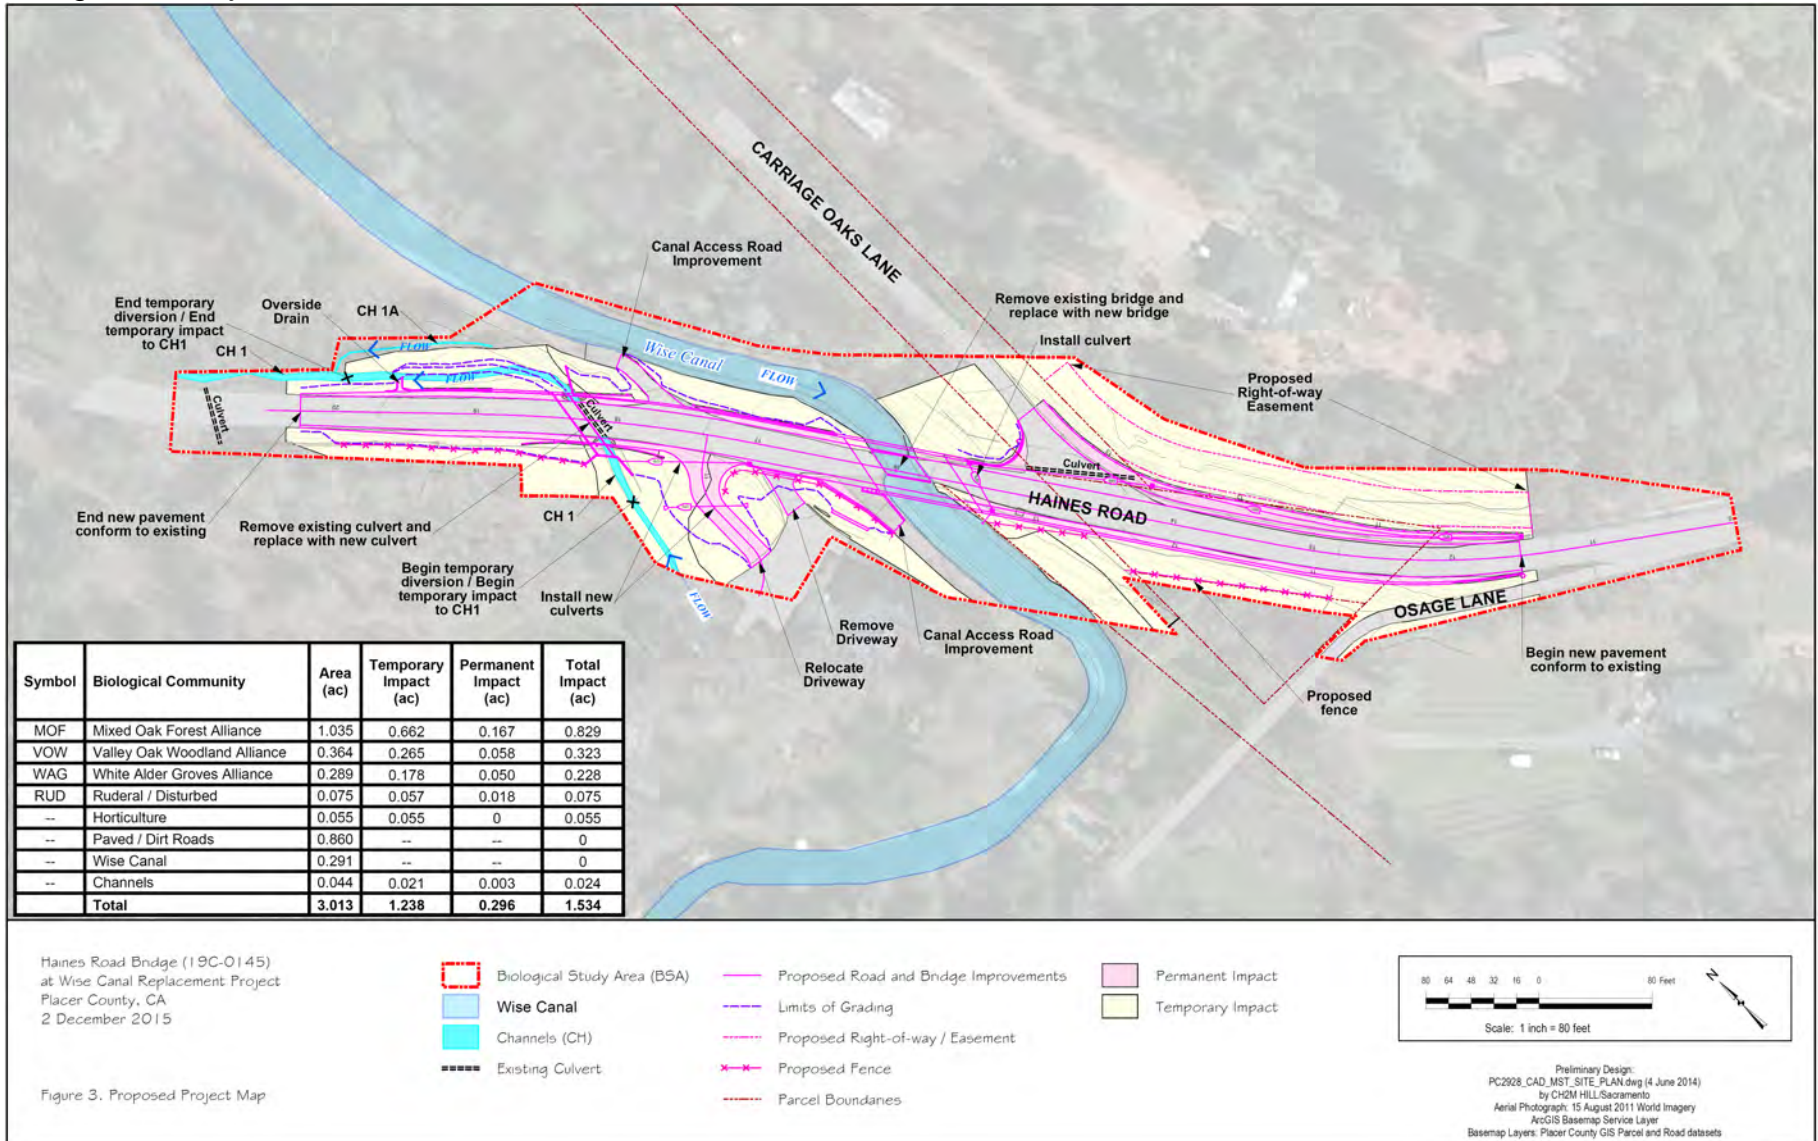 CARRIAGE OAKS LANE
Canal Access Road
Improvement
Remove existing bridge and
replace with new bridge
Install culvert
End temporary
diversion / End
temporary impact
to CH1
Overside
Drain
CH 1A
CH 1
FLOW
FLOW
Wise Canal
FLOW
Proposed
Right-of-way
Easement
Culvert
Culvert
Culvert
HAINES ROAD
End new pavement
conform to existing
Remove existing culvert and
replace with new culvert
CH 1
Begin temporary
diversion / Begin
temporary impact
to CH1
Install new
culverts
FLOW
Remove
Driveway
Relocate
Driveway
Canal Access Road
Improvement
OSAGE LANE
Begin new pavement
conform to existing
Proposed
fence
Symbol Biological Community Area (ac) Temporary Impact (ac) Permanent Impact (ac) Total Impact (ac)
MOF Mixed Oak Forest Alliance 1.035 0.662 0.167 0.829
VOW Valley Oak Woodland Alliance 0.364 0.265 0.058 0.323
WAG White Alder Groves Alliance 0.289 0.178 0.050 0.228
RUD Ruderal / Disturbed 0.075 0.057 0.018 0.075
-- Horticulture 0.055 0.055 0 0.055
-- Paved / Dirt Roads 0.860 -- -- 0
-- Wise Canal 0.291 -- -- 0
-- Channels 0.044 0.021 0.003 0.024
Total 3.013 1.238 0.296 1.534
Haines Road Bridge (19C-0145)
at Wise Canal Replacement Project
Placer County, CA
2 December 2015
Figure 3. Proposed Project Map
Biological Study Area (BSA)
Wise Canal
Channels (CH)
Existing Culvert
Proposed Road and Bridge Improvements
Limits of Grading
Proposed Right-of-way / Easement
Proposed Fence
Parcel Boundaries
Permanent Impact
Temporary Impact
80 64 48 32 16 0 80 Feet
Scale: 1 inch = 80 feet
N
Preliminary Design:
PC2928_CAD_MST_SITE_PLAN.dwg (4 June 2014)
by CH2M HILL/Sacramento
Aerial Photograph: 15 August 2011 World Imagery
ArcGIS Basemap Service Layer
Basemap Layers: Placer County GIS Parcel and Road datasets